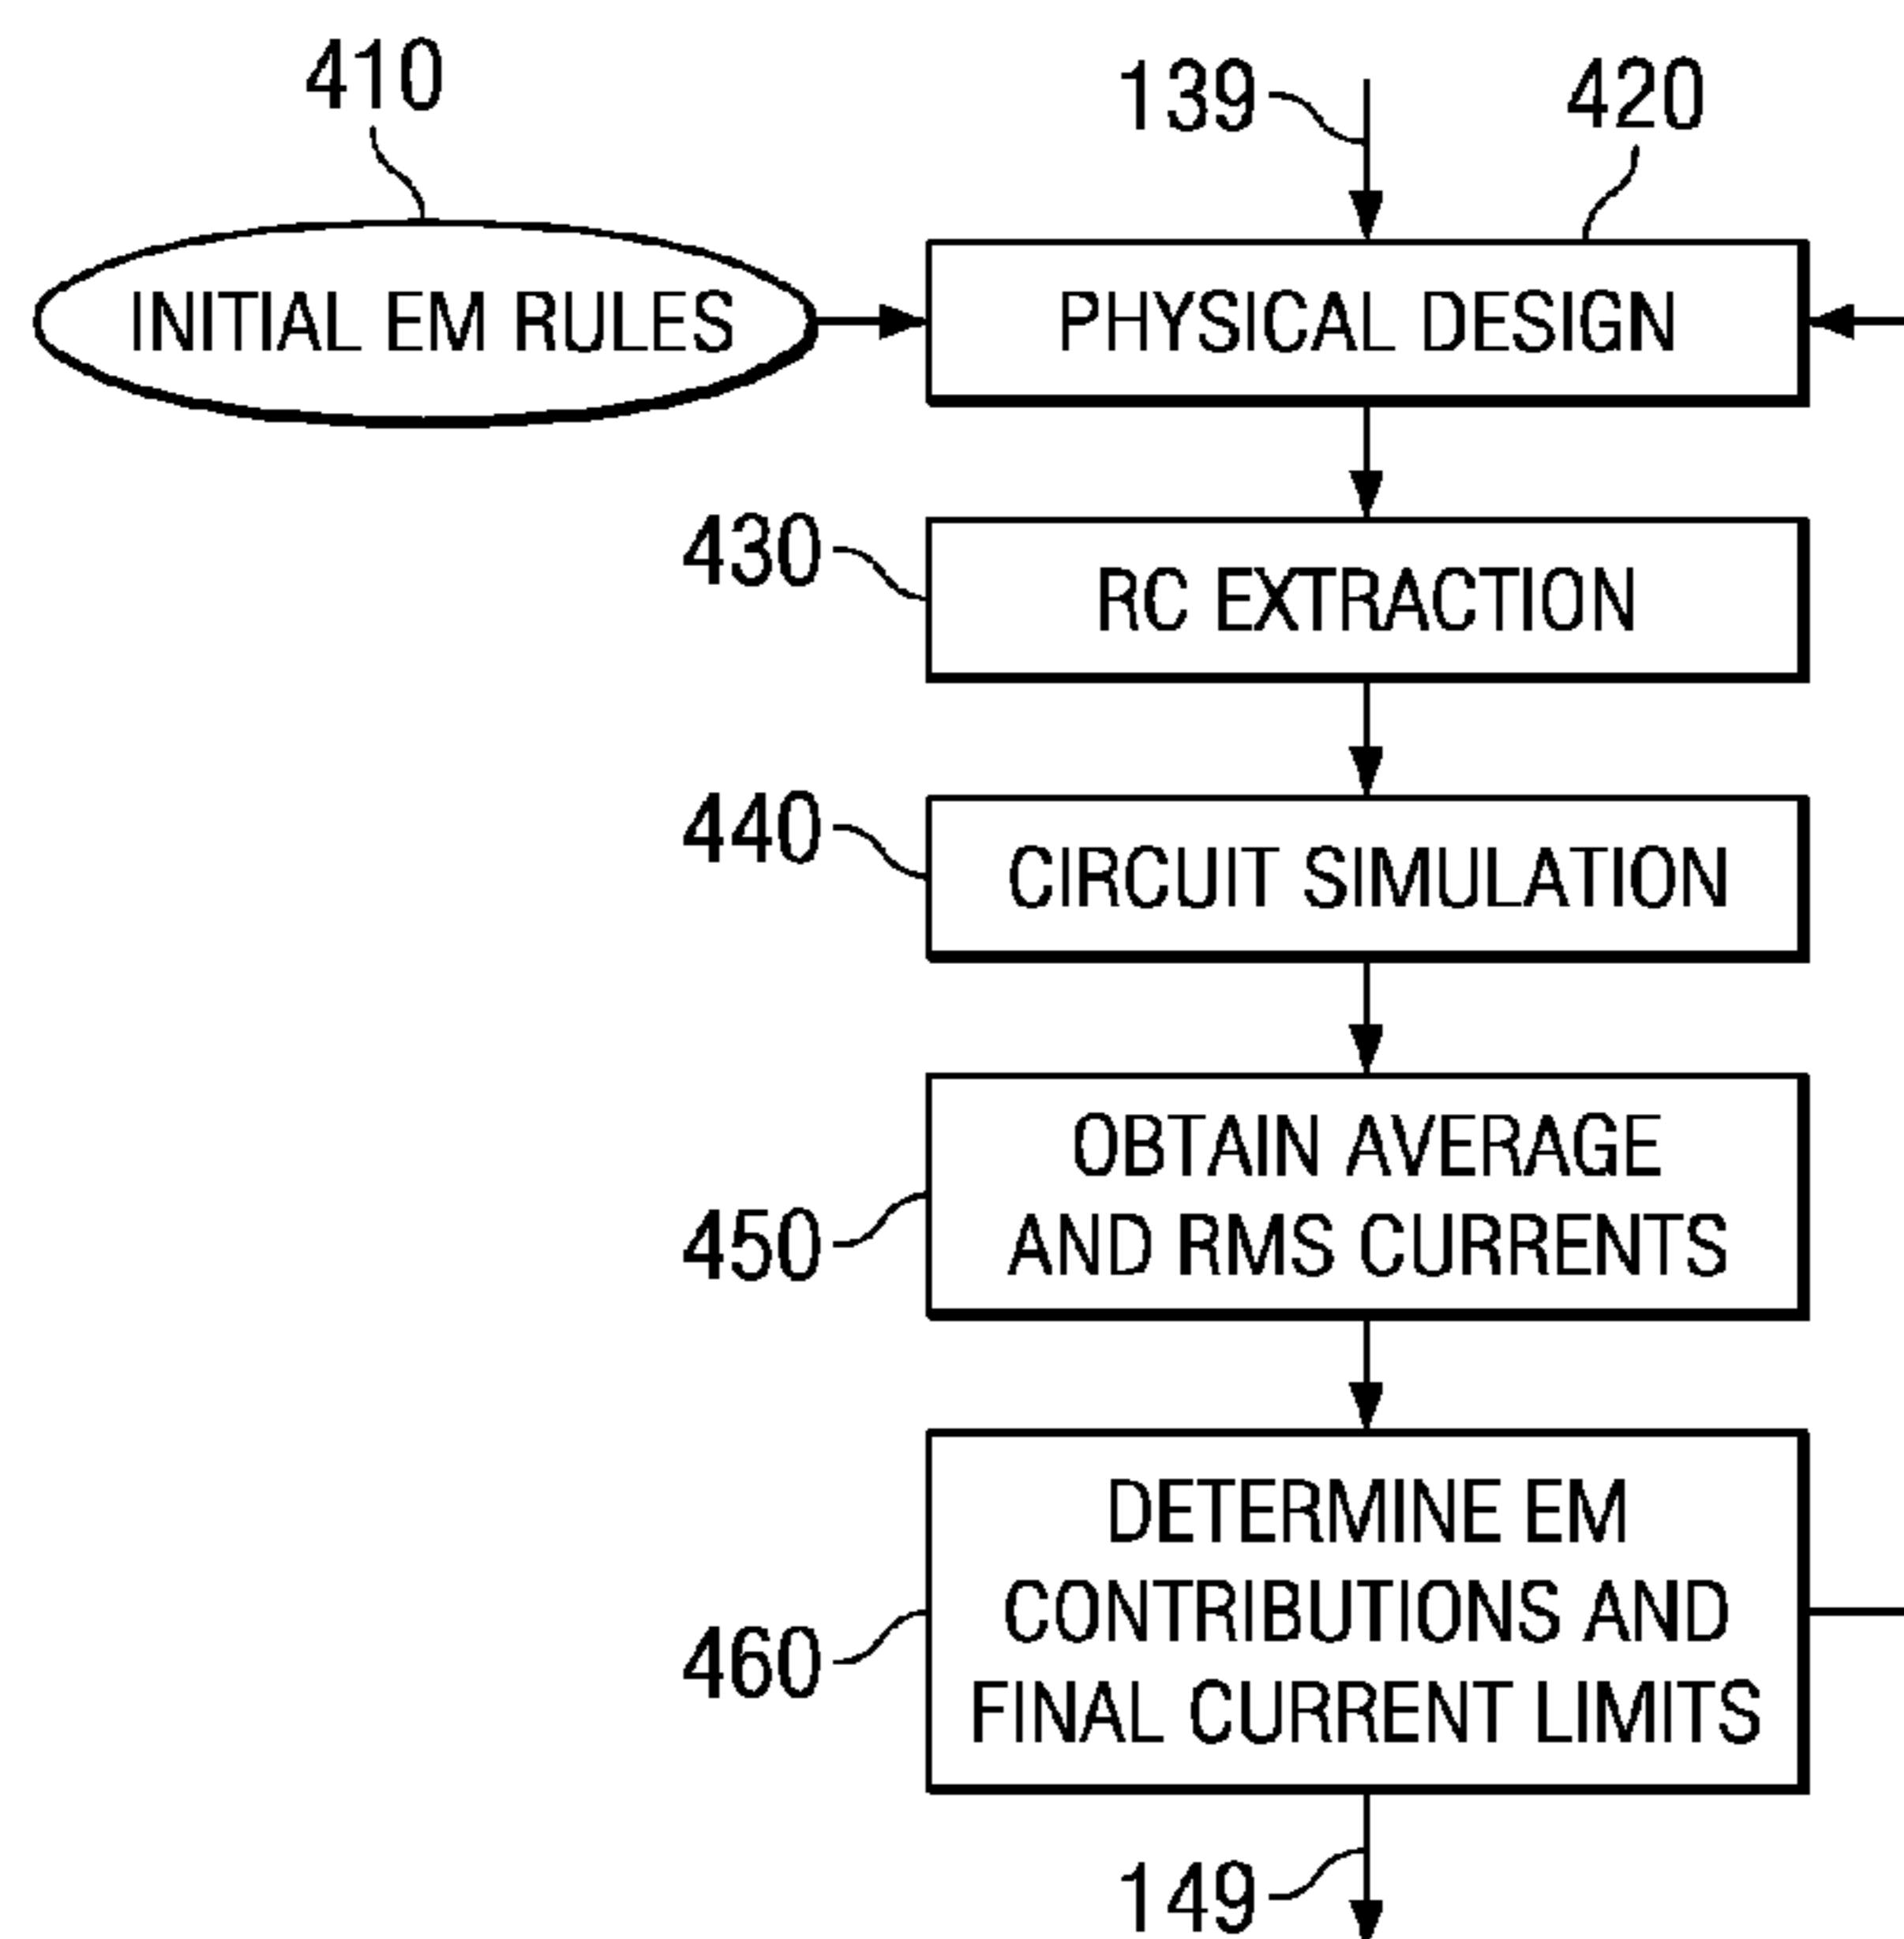 410
139
420
INITIAL EM RULES
PHYSICAL DESIGN
430
RC EXTRACTION
440
CIRCUIT SIMULATION
450
OBTAIN AVERAGE
AND RMS CURRENTS
460
DETERMINE EM
CONTRIBUTIONS AND
FINAL CURRENT LIMITS
149